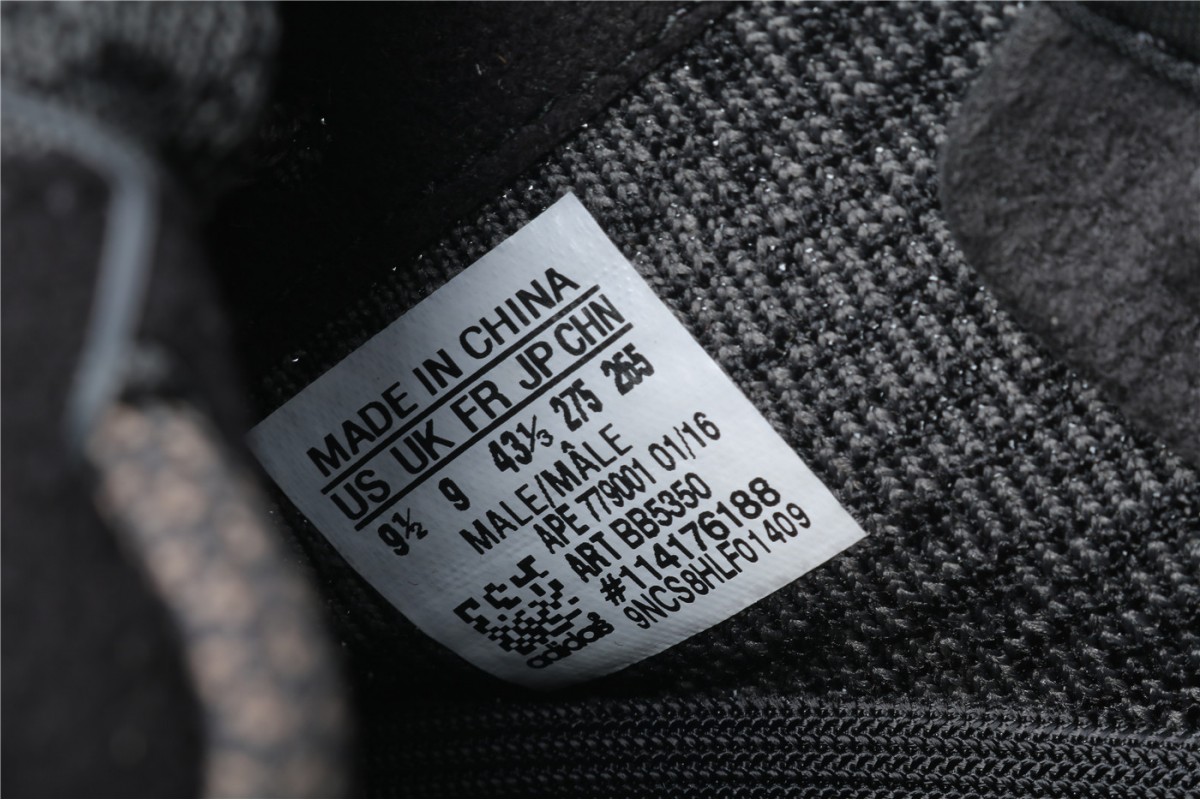 MADE IN CHINA
US UK FR JP CHN
9½ 9 43⅓ 275 265
MALE/MÂLE
APE 779001 01/16
ART BB5350
#114176188
9NCS8HLF01409
adidas